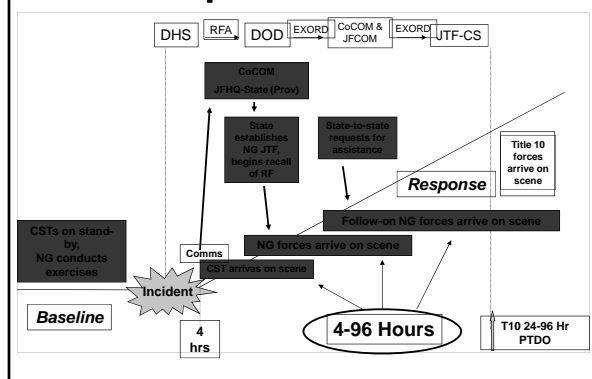 DHS
RFA
DOD
EXORD
CoCOM &
JFCOM
EXORD
JTF-CS
CoCOM
JFHQ-State (Prov)
State
establishes
NG JTF,
begins recall
of RF
State-to-state
requests for
assistance
Title 10
forces
arrive on
scene
Response
Follow-on NG forces arrive on scene
CSTs on stand-
by,
NG conducts
exercises
Comms
NG forces arrive on scene
CST arrives on scene
Incident
Baseline
4
hrs
4-96 Hours
T10 24-96 Hr
PTDO